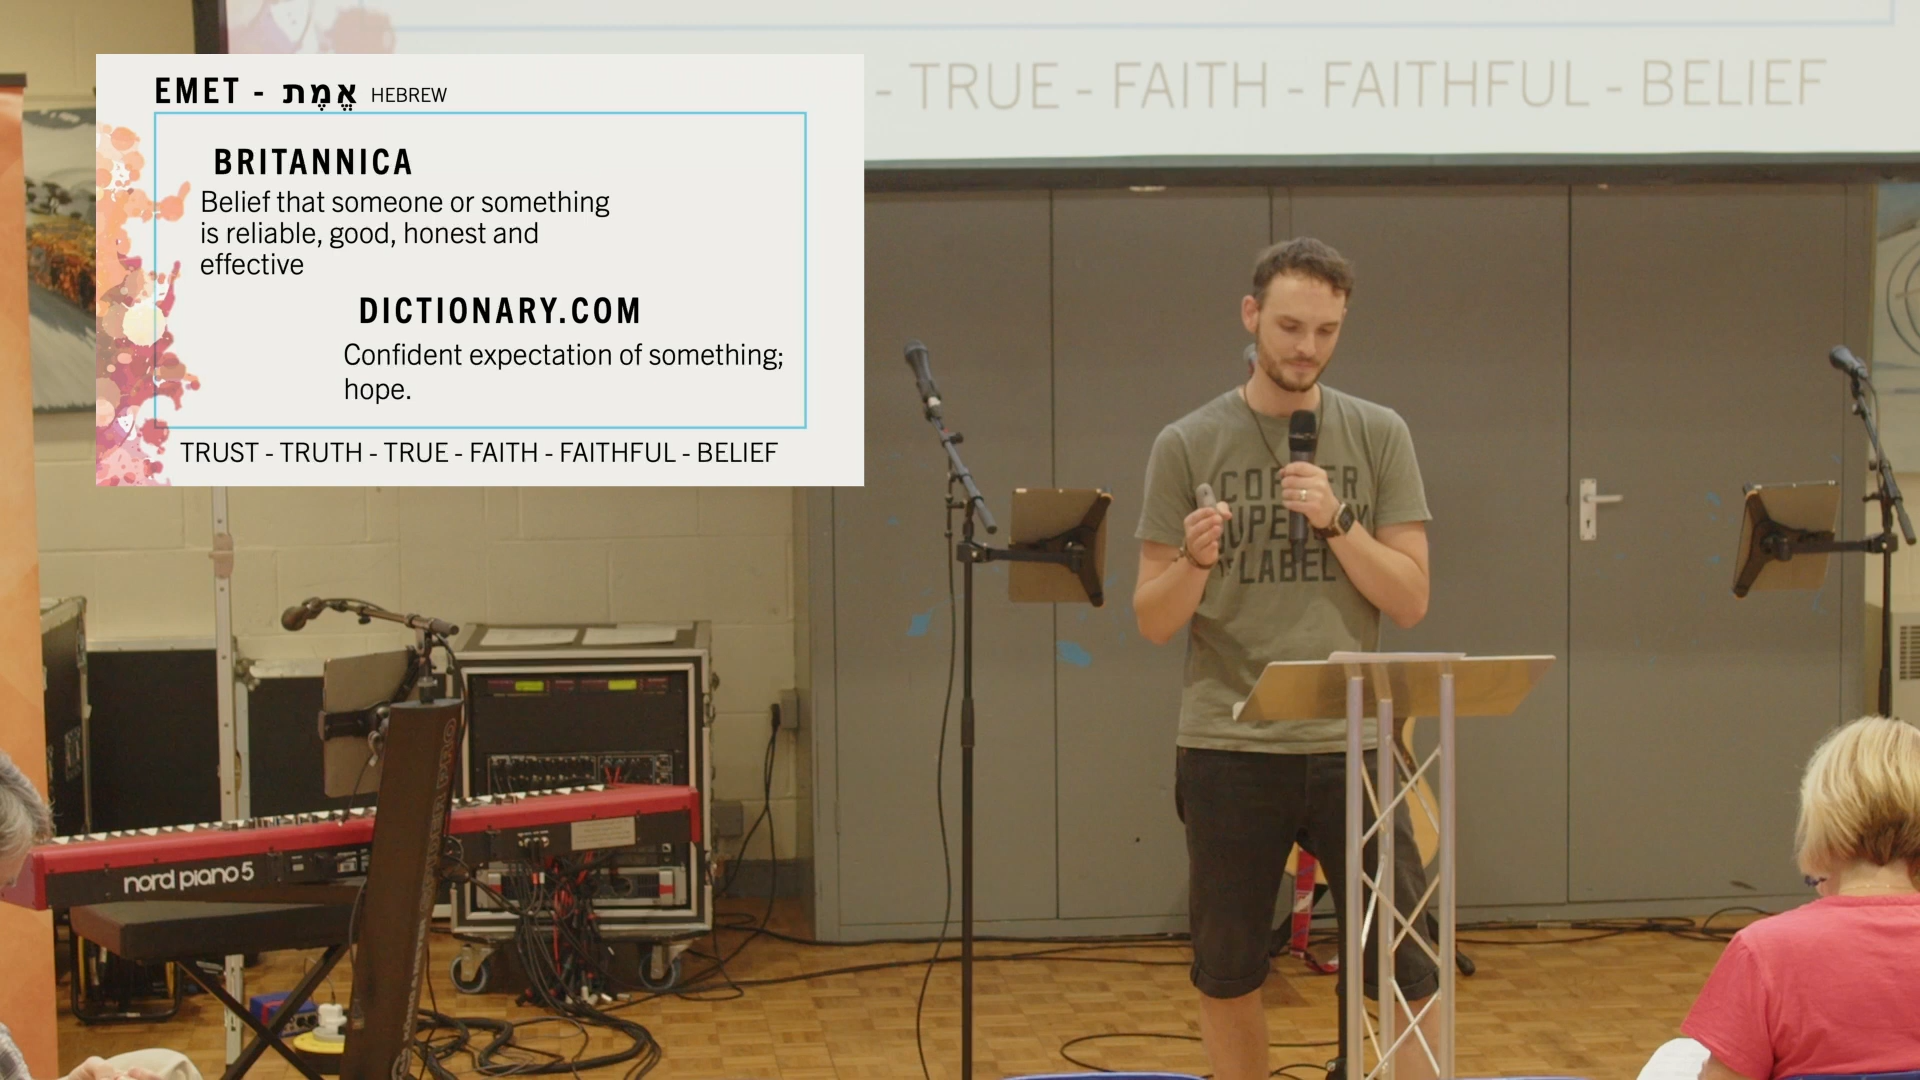 EMET - אֱמֶת HEBREW
BRITANNICA
Belief that someone or something
is reliable, good, honest and
effective
DICTIONARY.COM
Confident expectation of something;
hope.
TRUST - TRUTH - TRUE - FAITH - FAITHFUL - BELIEF
- TRUE - FAITH - FAITHFUL - BELIEF
LABEL
nord piano 5